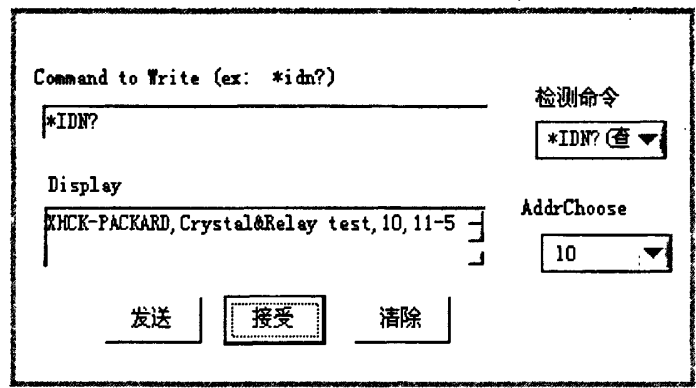 Command to Write (ex: *idn?)
*IDN?
检测命令
*IDN? (查
Display
XHCK-PACKARD,Crystal&Relay test,10,11-5
AddrChoose
10
发送
接受
清除